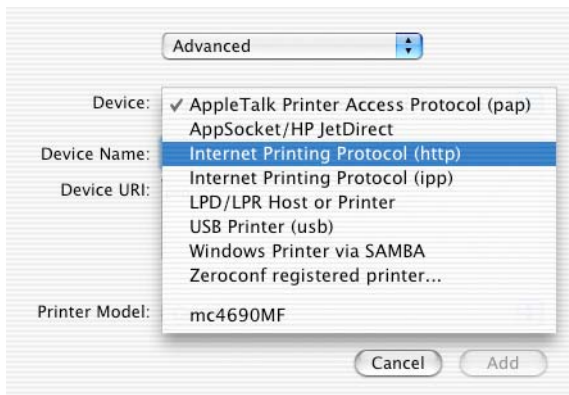 Advanced
Device:
✓ AppleTalk Printer Access Protocol (pap)
AppSocket/HP JetDirect
Device Name:
Internet Printing Protocol (http)
Internet Printing Protocol (ipp)
Device URI:
LPD/LPR Host or Printer
USB Printer (usb)
Windows Printer via SAMBA
Zeroconf registered printer...
Printer Model:
mc4690MF
Cancel
Add